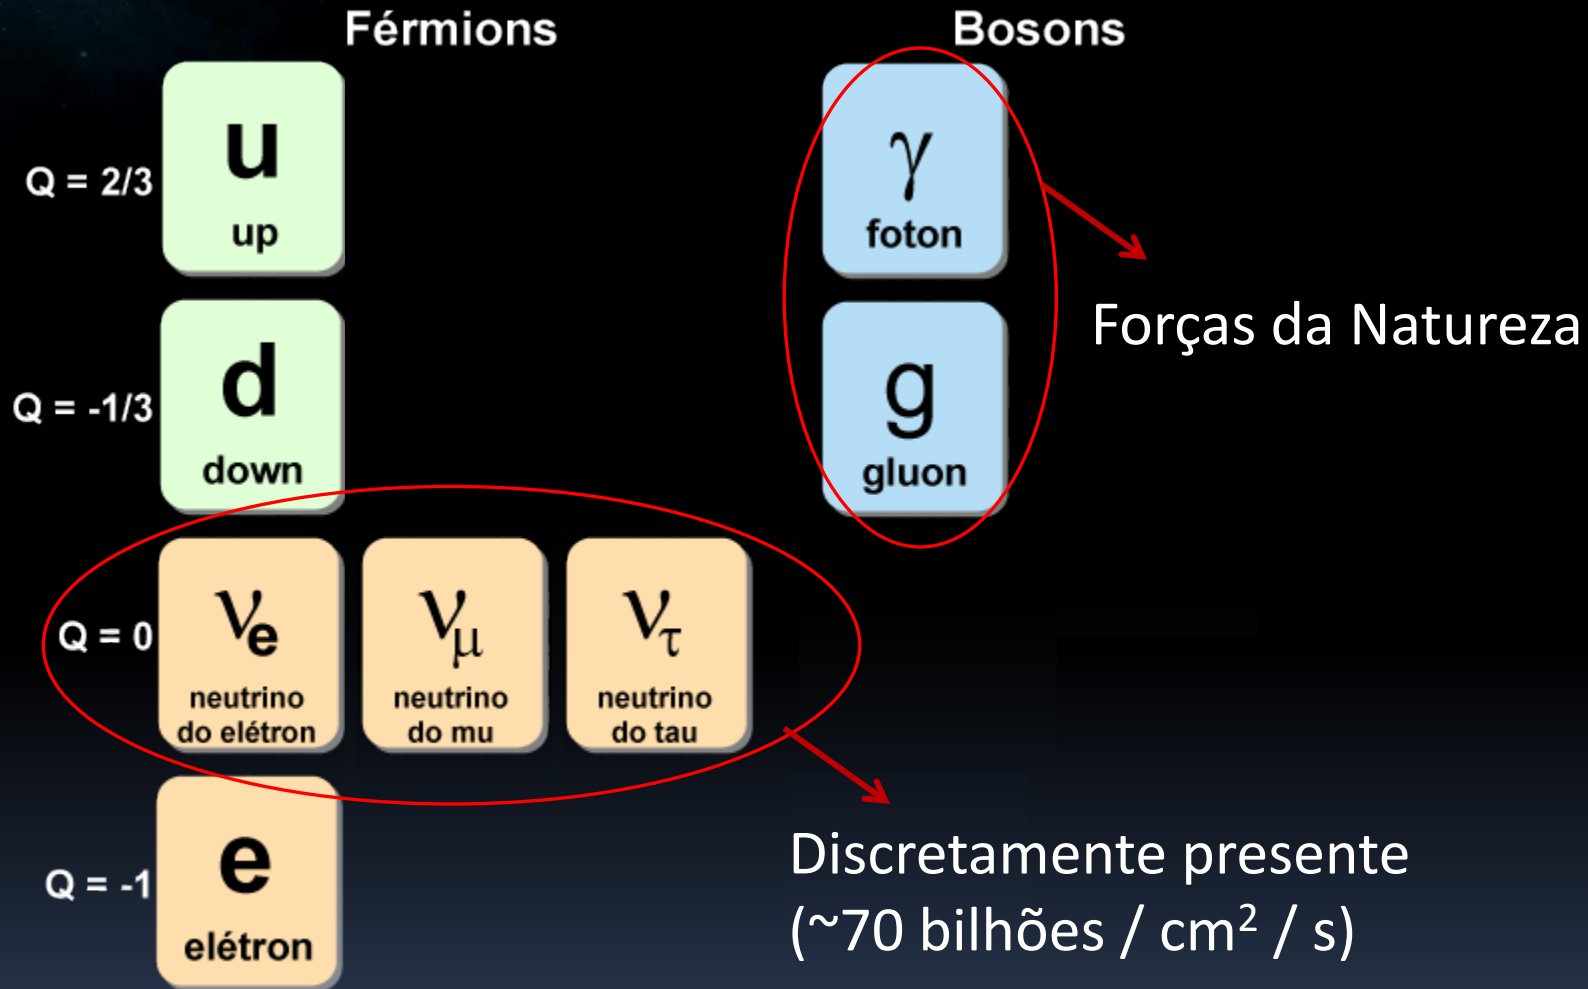 Férmions
Bosons
Q = 2/3
u
up
γ
foton
Forças da Natureza
Q = -1/3
d
down
g
gluon
Q = 0
νe
neutrino
do elétron
νμ
neutrino
do mu
ντ
neutrino
do tau
Q = -1
e
elétron
Discretamente presente
(~70 bilhões / cm² / s)